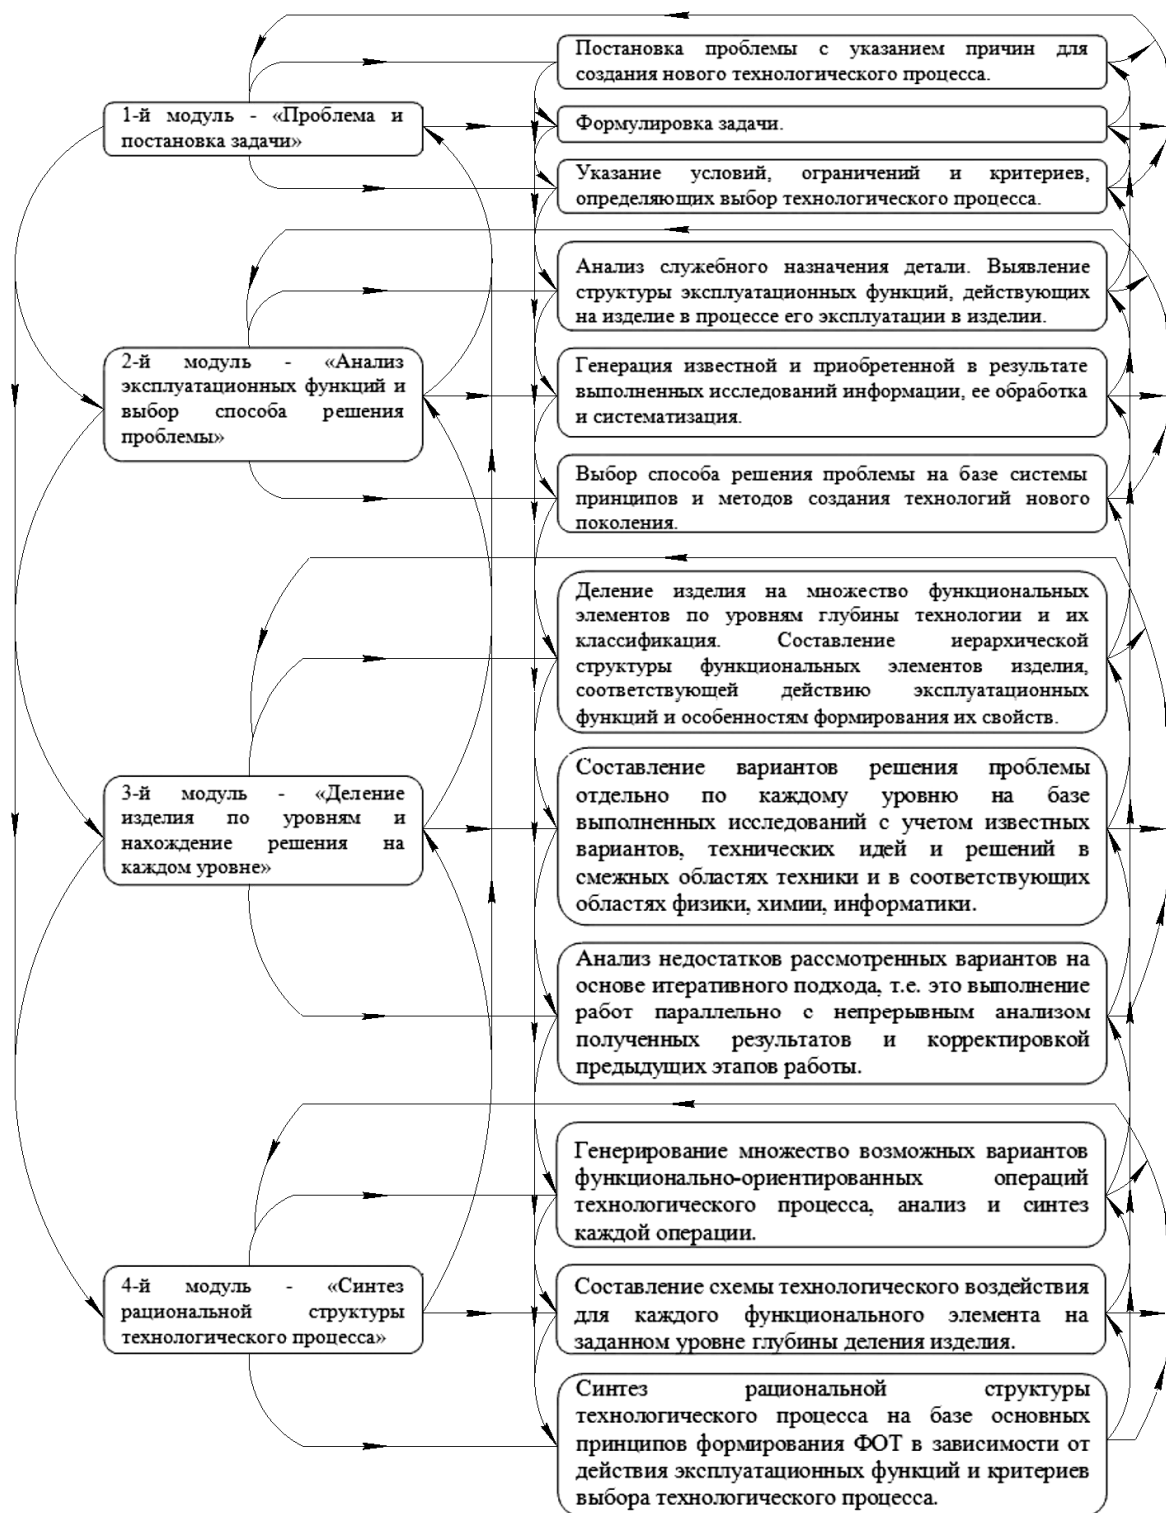 Постановка проблемы с указанием причин для
создания нового технологического процесса.
1-й модуль - «Проблема и
постановка задачи»
Формулировка задачи.
Указание условий, ограничений и критериев,
определяющих выбор технологического процесса.
Анализ служебного назначения детали. Выявление
структуры эксплуатационных функций, действующих
на изделие в процессе его эксплуатации в изделии.
2-й модуль - «Анализ
эксплуатационных функций и
выбор способа решения
проблемы»
Генерация известной и приобретенной в результате
выполненных исследований информации, ее обработка
и систематизация.
Выбор способа решения проблемы на базе системы
принципов и методов создания технологий нового
поколения.
Деление изделия на множество функциональных
элементов по уровням глубины технологии и их
классификация. Составление иерархической
структуры функциональных элементов изделия,
соответствующей действию эксплуатационных
функций и особенностям формирования их свойств.
3-й модуль - «Деление
изделия по уровням и
нахождение решения на
каждом уровне»
Составление вариантов решения проблемы
отдельно по каждому уровню на базе
выполненных исследований с учетом известных
вариантов, технических идей и решений в
смежных областях техники и в соответствующих
областях физики, химии, информатики.
Анализ недостатков рассмотренных вариантов на
основе итеративного подхода, т.е. это выполнение
работ параллельно с непрерывным анализом
полученных результатов и корректировкой
предыдущих этапов работы.
Генерирование множество возможных вариантов
функционально-ориентированных операций
технологического процесса, анализ и синтез
каждой операции.
4-й модуль - «Синтез
рациональной структуры
технологического процесса»
Составление схемы технологического воздействия
для каждого функционального элемента на
заданном уровне глубины деления изделия.
Синтез рациональной структуры
технологического процесса на базе основных
принципов формирования ФОТ в зависимости от
действия эксплуатационных функций и критериев
выбора технологического процесса.